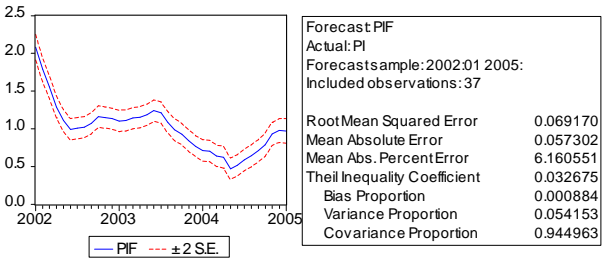 2.5
2.0
1.5
1.0
0.5
0.0
2002 2003 2004 2005
PIF ± 2 S.E.
Forecast: PIF
Actual: PI
Forecast sample: 2002:01 2005:
Included observations: 37
Root Mean Squared Error 0.069170
Mean Absolute Error 0.057302
Mean Abs. Percent Error 6.160551
Theil Inequality Coefficient 0.032675
Bias Proportion 0.000884
Variance Proportion 0.054153
Covariance Proportion 0.944963